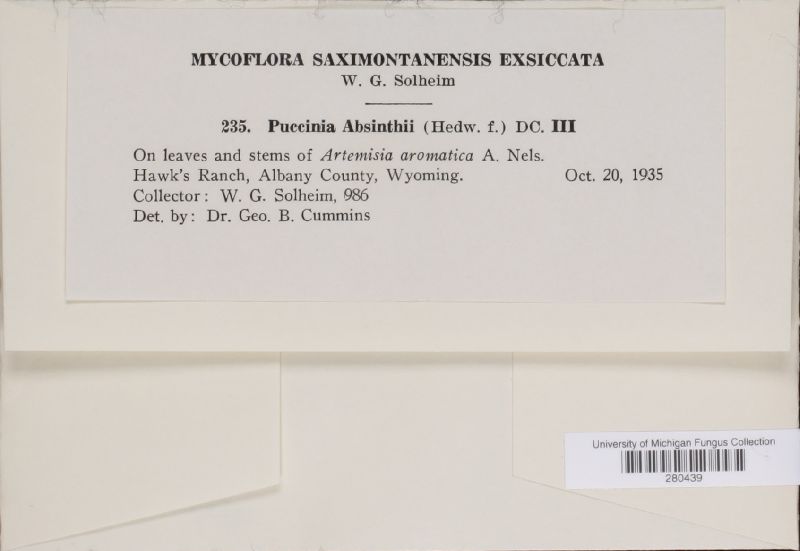 MYCOFLORA SAXIMONTANENSIS EXSICCATA
W. G. Solheim
235. Puccinia Absinthii (Hedw. f.) DC. III
On leaves and stems of Artemisia aromatica A. Nels.
Hawk's Ranch, Albany County, Wyoming. Oct. 20, 1935
Collector: W. G. Solheim, 986
Det. by: Dr. Geo. B. Cummins
University of Michigan Fungus Collection
280439